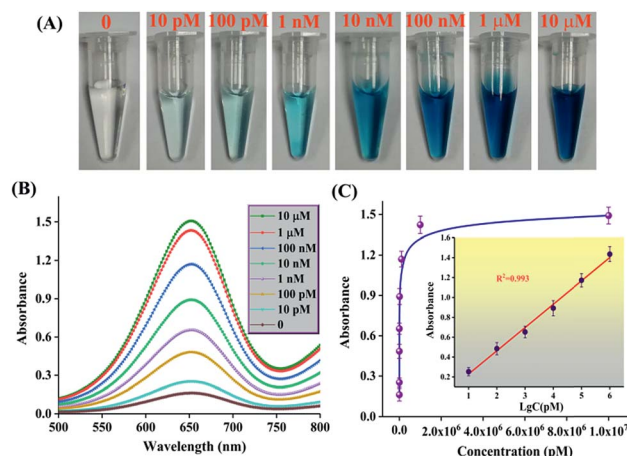 (A)
0 10 pM 100 pM 1 nM 10 nM 100 nM 1 μM 10 μM
(B)
1.5
1.2
0.9
0.6
0.3
0.0
500 550 600 650 700 750 800
Wavelength (nm)
Absorbance
10 μM
1 μM
100 nM
10 nM
1 nM
100 pM
10 pM
0
(C)
1.8
1.5
1.2
0.9
0.6
0.3
0.0
0.0 2.0x10⁶ 4.0x10⁶ 6.0x10⁶ 8.0x10⁶ 1.0x10⁷
Concentration (pM)
Absorbance
1.6
1.4
1.2
1.0
0.8
0.6
0.4
0.2
1 2 3 4 5 6
LgC(pM)
Absorbance
R²=0.993